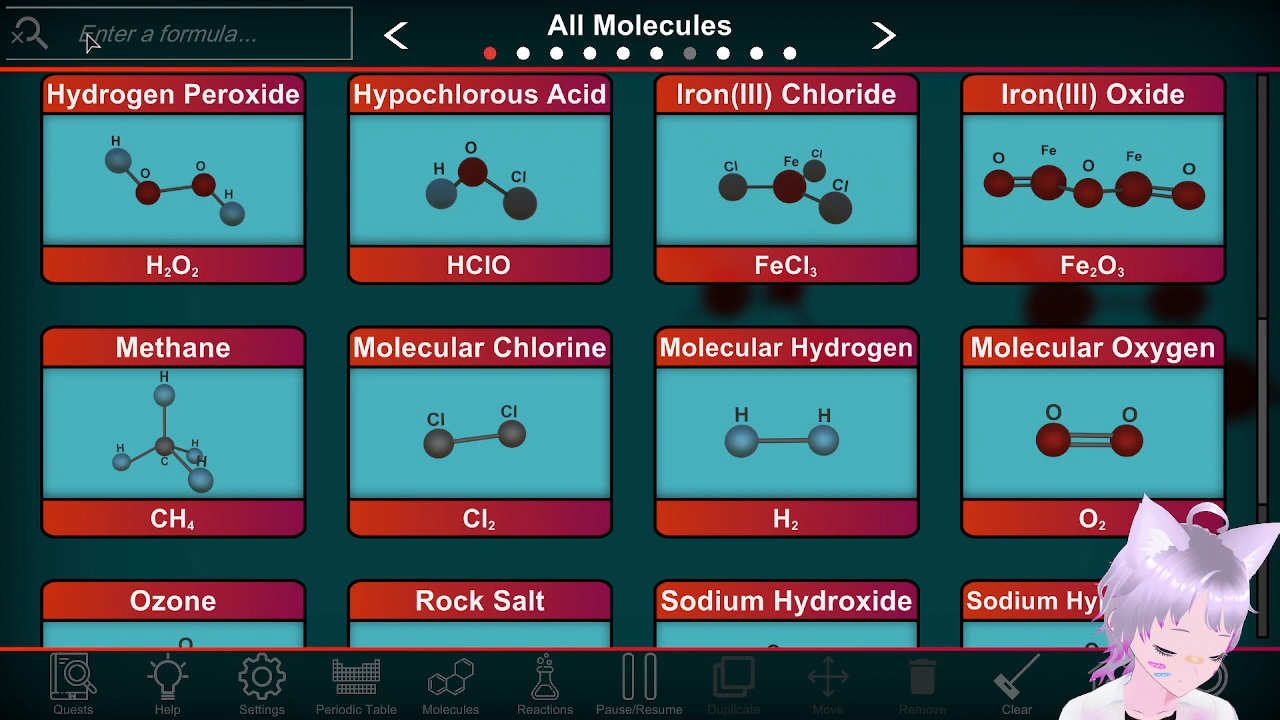 Enter a formula...
All Molecules
Hydrogen Peroxide
H
O
O
H
H₂O₂
Hypochlorous Acid
H
O
Cl
HClO
Iron(III) Chloride
Cl
Fe
Cl
Cl
FeCl₃
Iron(III) Oxide
O
Fe
O
Fe
O
Fe₂O₃
Methane
H
H
C
H
H
CH₄
Molecular Chlorine
Cl
Cl
Cl₂
Molecular Hydrogen
H
H
H₂
Molecular Oxygen
O
O
O₂
Ozone
O
Rock Salt
Sodium Hydroxide
Sodium Hy
Quests
Help
Settings
Periodic Table
Molecules
Reactions
Pause/Resume
Duplicate
Move
Remove
Clear